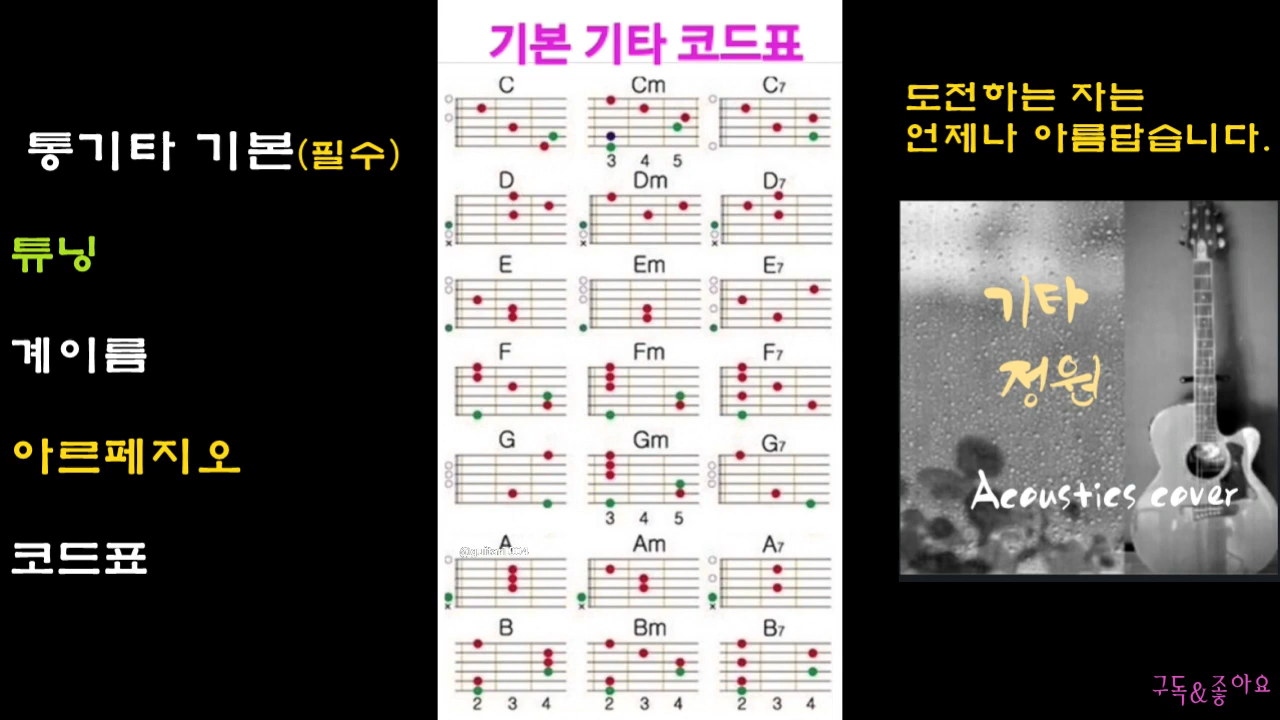 통기타 기본(필수)
튜닝
계이름
아르페지오
코드표
기본 기타 코드표
C Cm C7
3 4 5
D Dm D7
E Em E7
F Fm F7
G Gm G7
3 4 5
A Am A7
B Bm B7
2 3 4 2 3 4 2 3 4
도전하는 자는
언제나 아름답습니다.
기타
정원
Acoustics cover
구독&좋아요